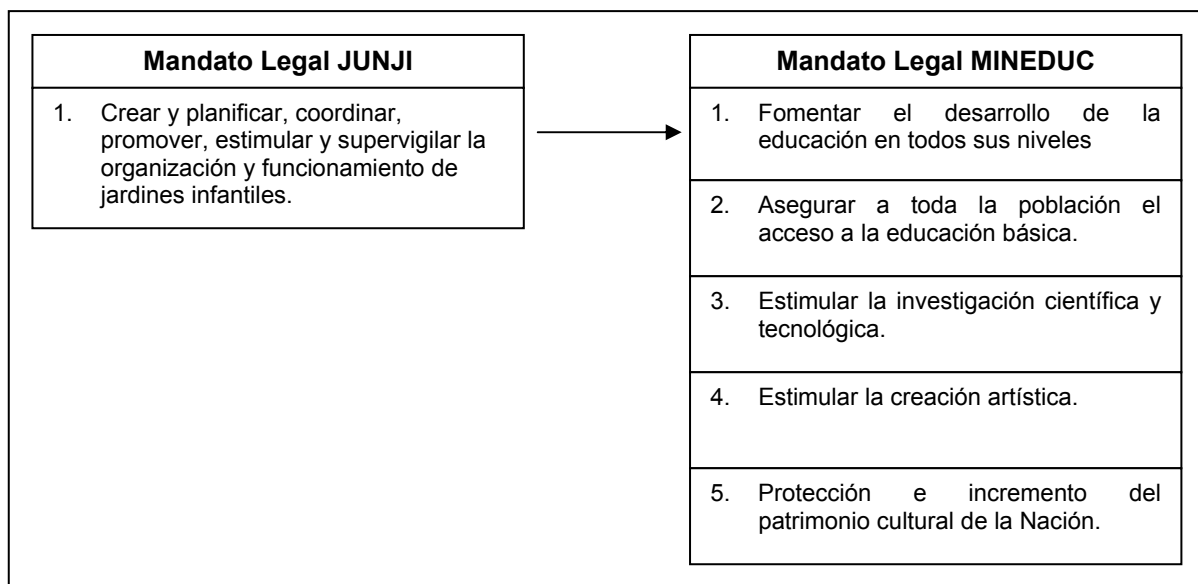 Mandato Legal JUNJI
1. Crear y planificar, coordinar,
promover, estimular y supervigilar la
organización y funcionamiento de
jardines infantiles.
Mandato Legal MINEDUC
1. Fomentar el desarrollo de la
educación en todos sus niveles
2. Asegurar a toda la población el
acceso a la educación básica.
3. Estimular la investigación científica y
tecnológica.
4. Estimular la creación artística.
5. Protección e incremento del
patrimonio cultural de la Nación.